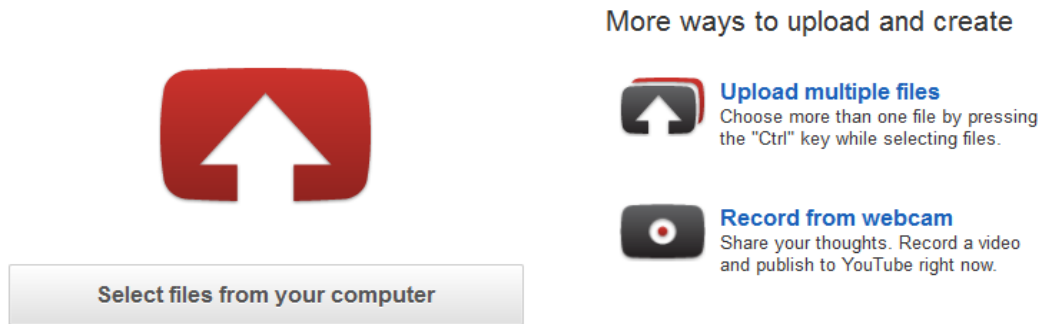 More ways to upload and create
Upload multiple files
Choose more than one file by pressing
the "Ctrl" key while selecting files.
Record from webcam
Share your thoughts. Record a video
and publish to YouTube right now.
Select files from your computer